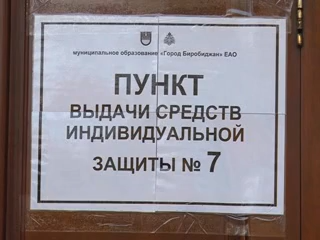 муниципальное образование «Город Биробиджан» ЕАО
ПУНКТ
ВЫДАЧИ СРЕДСТВ
ИНДИВИДУАЛЬНОЙ
ЗАЩИТЫ № 7